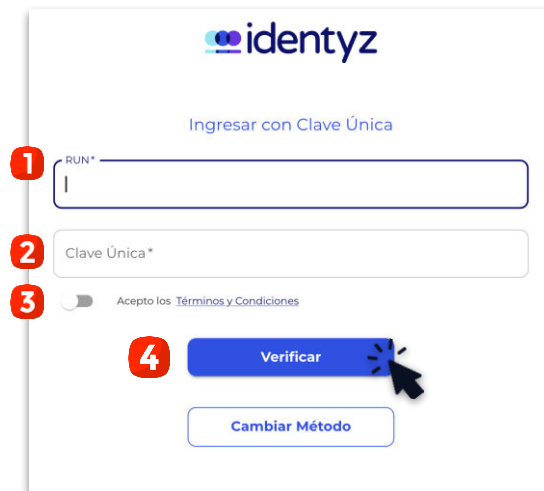 identyz
Ingresar con Clave Única
1
RUN*
2
Clave Única*
3
Acepto los Términos y Condiciones
4
Verificar
Cambiar Método